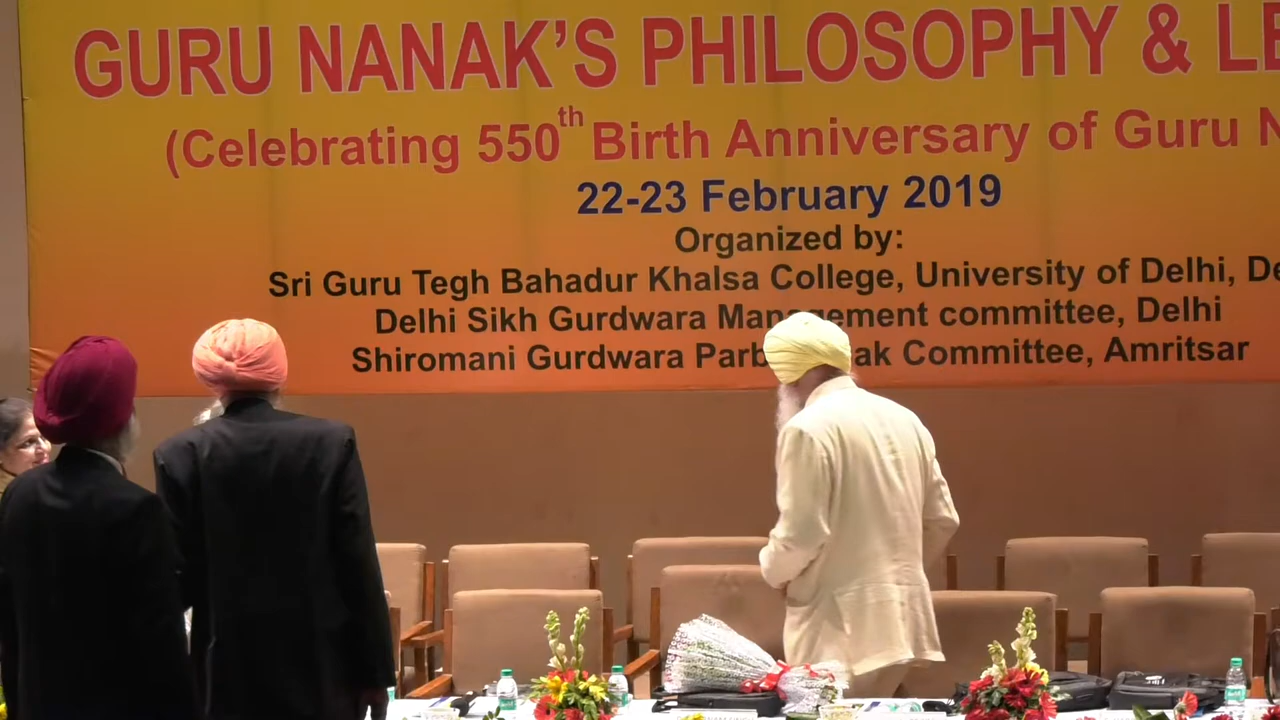 GURU NANAK'S PHILOSOPHY &
(Celebrating 550th Birth Anniversary of Guru
22-23 February 2019
Organized by:
Sri Guru Tegh Bahadur Khalsa College, University of Delhi,
Delhi Sikh Gurdwara Management committee, Delhi
Shiromani Gurdwara Committee, Amritsar